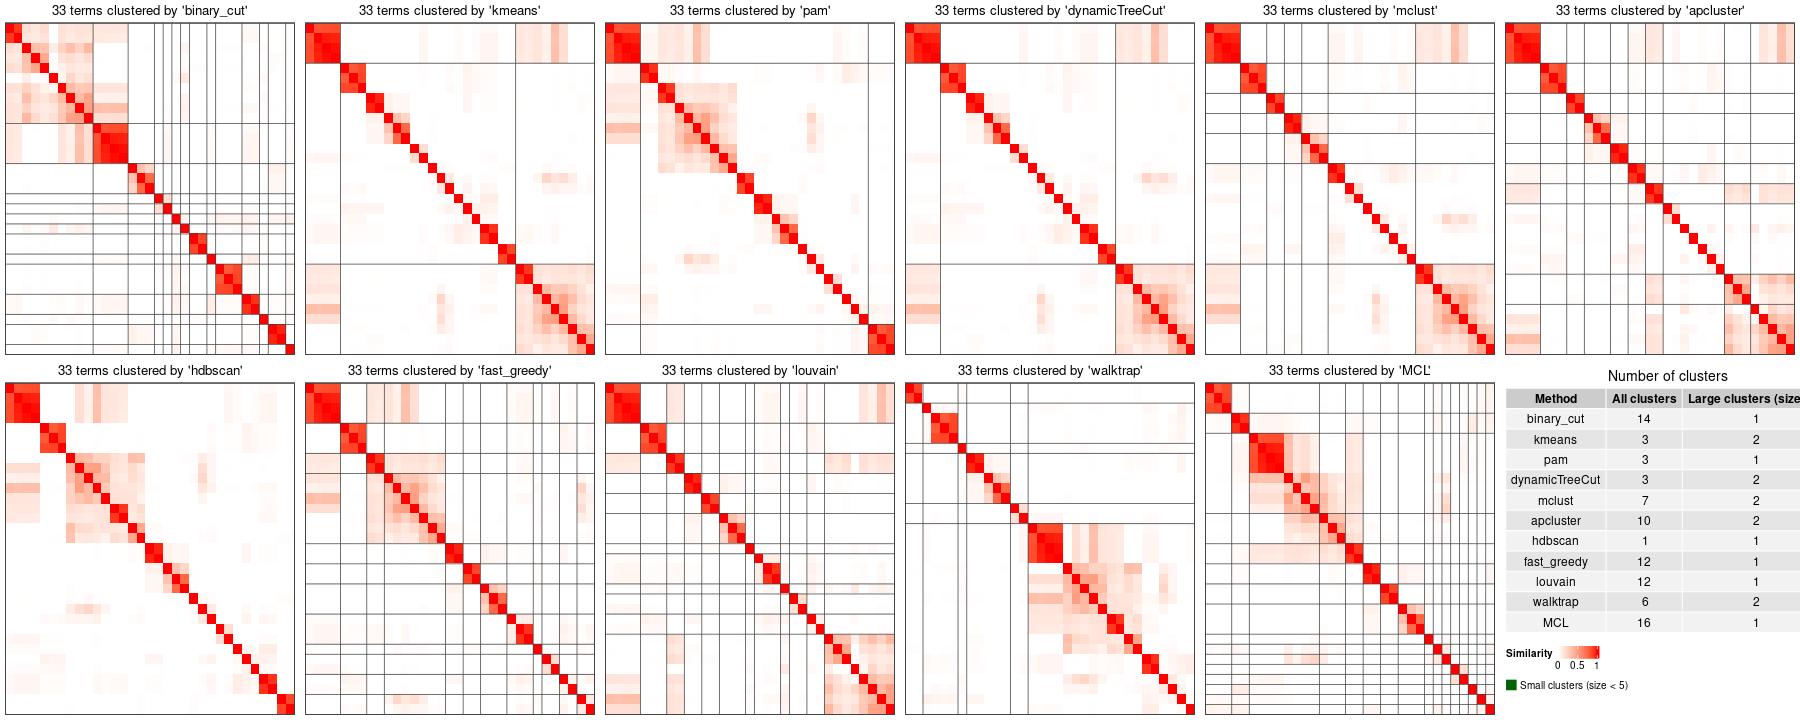 33 terms clustered by 'binary_cut'
33 terms clustered by 'kmeans'
33 terms clustered by 'pam'
33 terms clustered by 'dynamicTreeCut'
33 terms clustered by 'mclust'
33 terms clustered by 'apcluster'
33 terms clustered by 'hdbscan'
33 terms clustered by 'fast_greedy'
33 terms clustered by 'louvain'
33 terms clustered by 'walktrap'
33 terms clustered by 'MCL'
Number of clusters
Method All clusters Large clusters (size
binary_cut 14 1
kmeans 3 2
pam 3 1
dynamicTreeCut 3 2
mclust 7 2
apcluster 10 2
hdbscan 1 1
fast_greedy 12 1
louvain 12 1
walktrap 6 2
MCL 16 1
Similarity
0 0.5 1
Small clusters (size < 5)